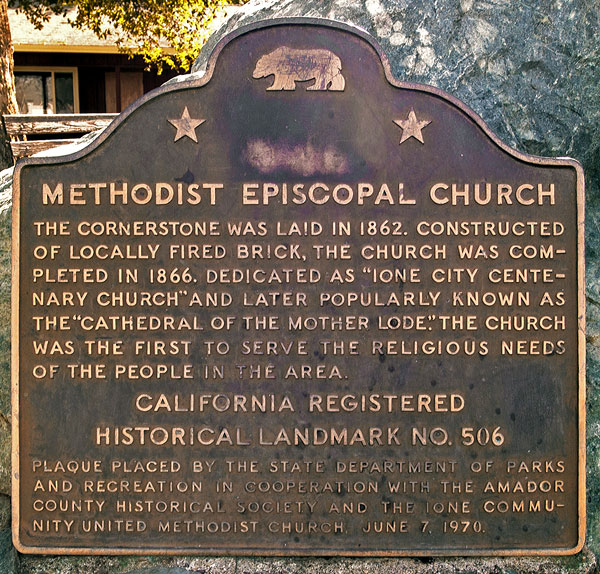 METHODIST EPISCOPAL CHURCH
THE CORNERSTONE WAS LAID IN 1862. CONSTRUCTED
OF LOCALLY FIRED BRICK, THE CHURCH WAS COM-
PLETED IN 1866. DEDICATED AS "IONE CITY CENTE-
NARY CHURCH" AND LATER POPULARLY KNOWN AS
THE "CATHEDRAL OF THE MOTHER LODE." THE CHURCH
WAS THE FIRST TO SERVE THE RELIGIOUS NEEDS
OF THE PEOPLE IN THE AREA.
CALIFORNIA REGISTERED
HISTORICAL LANDMARK NO. 506
PLAQUE PLACED BY THE STATE DEPARTMENT OF PARKS
AND RECREATION IN COOPERATION WITH THE AMADOR
COUNTY HISTORICAL SOCIETY AND THE IONE COMMU-
NITY UNITED METHODIST CHURCH, JUNE 7, 1970.